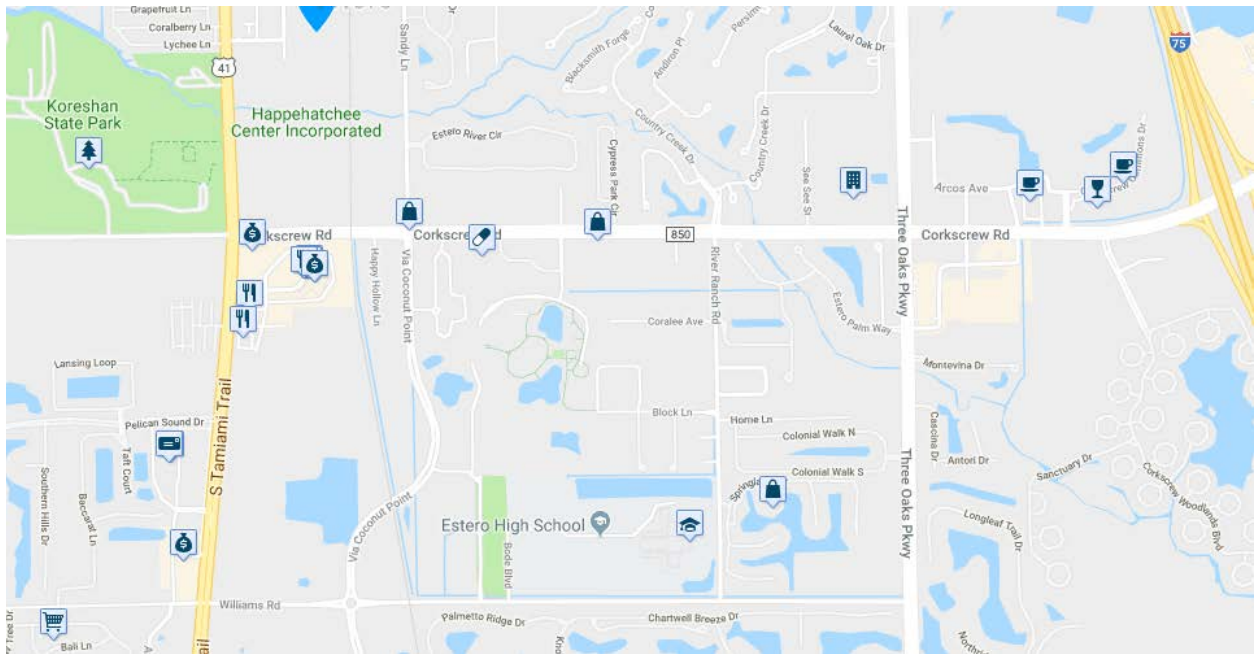 Grapefruit Ln
Coralberry Ln
Lychee Ln
41
Sandy Ln
Blacksmith Forge
Andiron Pl
Laurel Oak Dr
75
Koreshan
State Park
Happehatchee
Center Incorporated
Estero River Cir
Cypress Park Cir
Country Creek Dr
Country Creek Dr
See See St
Arcos Ave
Commons Dr
Corkscrew Rd
850
Three Oaks Pkwy
Corkscrew Rd
Happy Hollow Ln
Via Coconut Point
River Ranch Rd
Estero Palm Way
Coralee Ave
Lansing Loop
Montevina Dr
S Tamiami Trail
Pelican Sound Dr
Block Ln
Home Ln
Colonial Walk N
Cascina Dr
Taft Court
Antori Dr
Colonial Walk S
Three Oaks Pkwy
Sanctuary Dr
Corkscrew Woodlands Blvd
Southern Hills Dr
Baccarat Ln
Via Coconut Point
Estero High School
Longleaf Trail Dr
Bode Blvd
Williams Rd
Tree Dr
Palmetto Ridge Dr
Chartwell Breeze Dr
Bali Ln